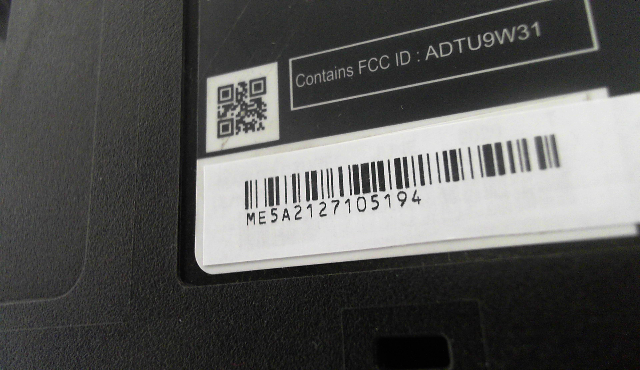 Contains FCC ID : ADTU9W31
ME5A2127105194